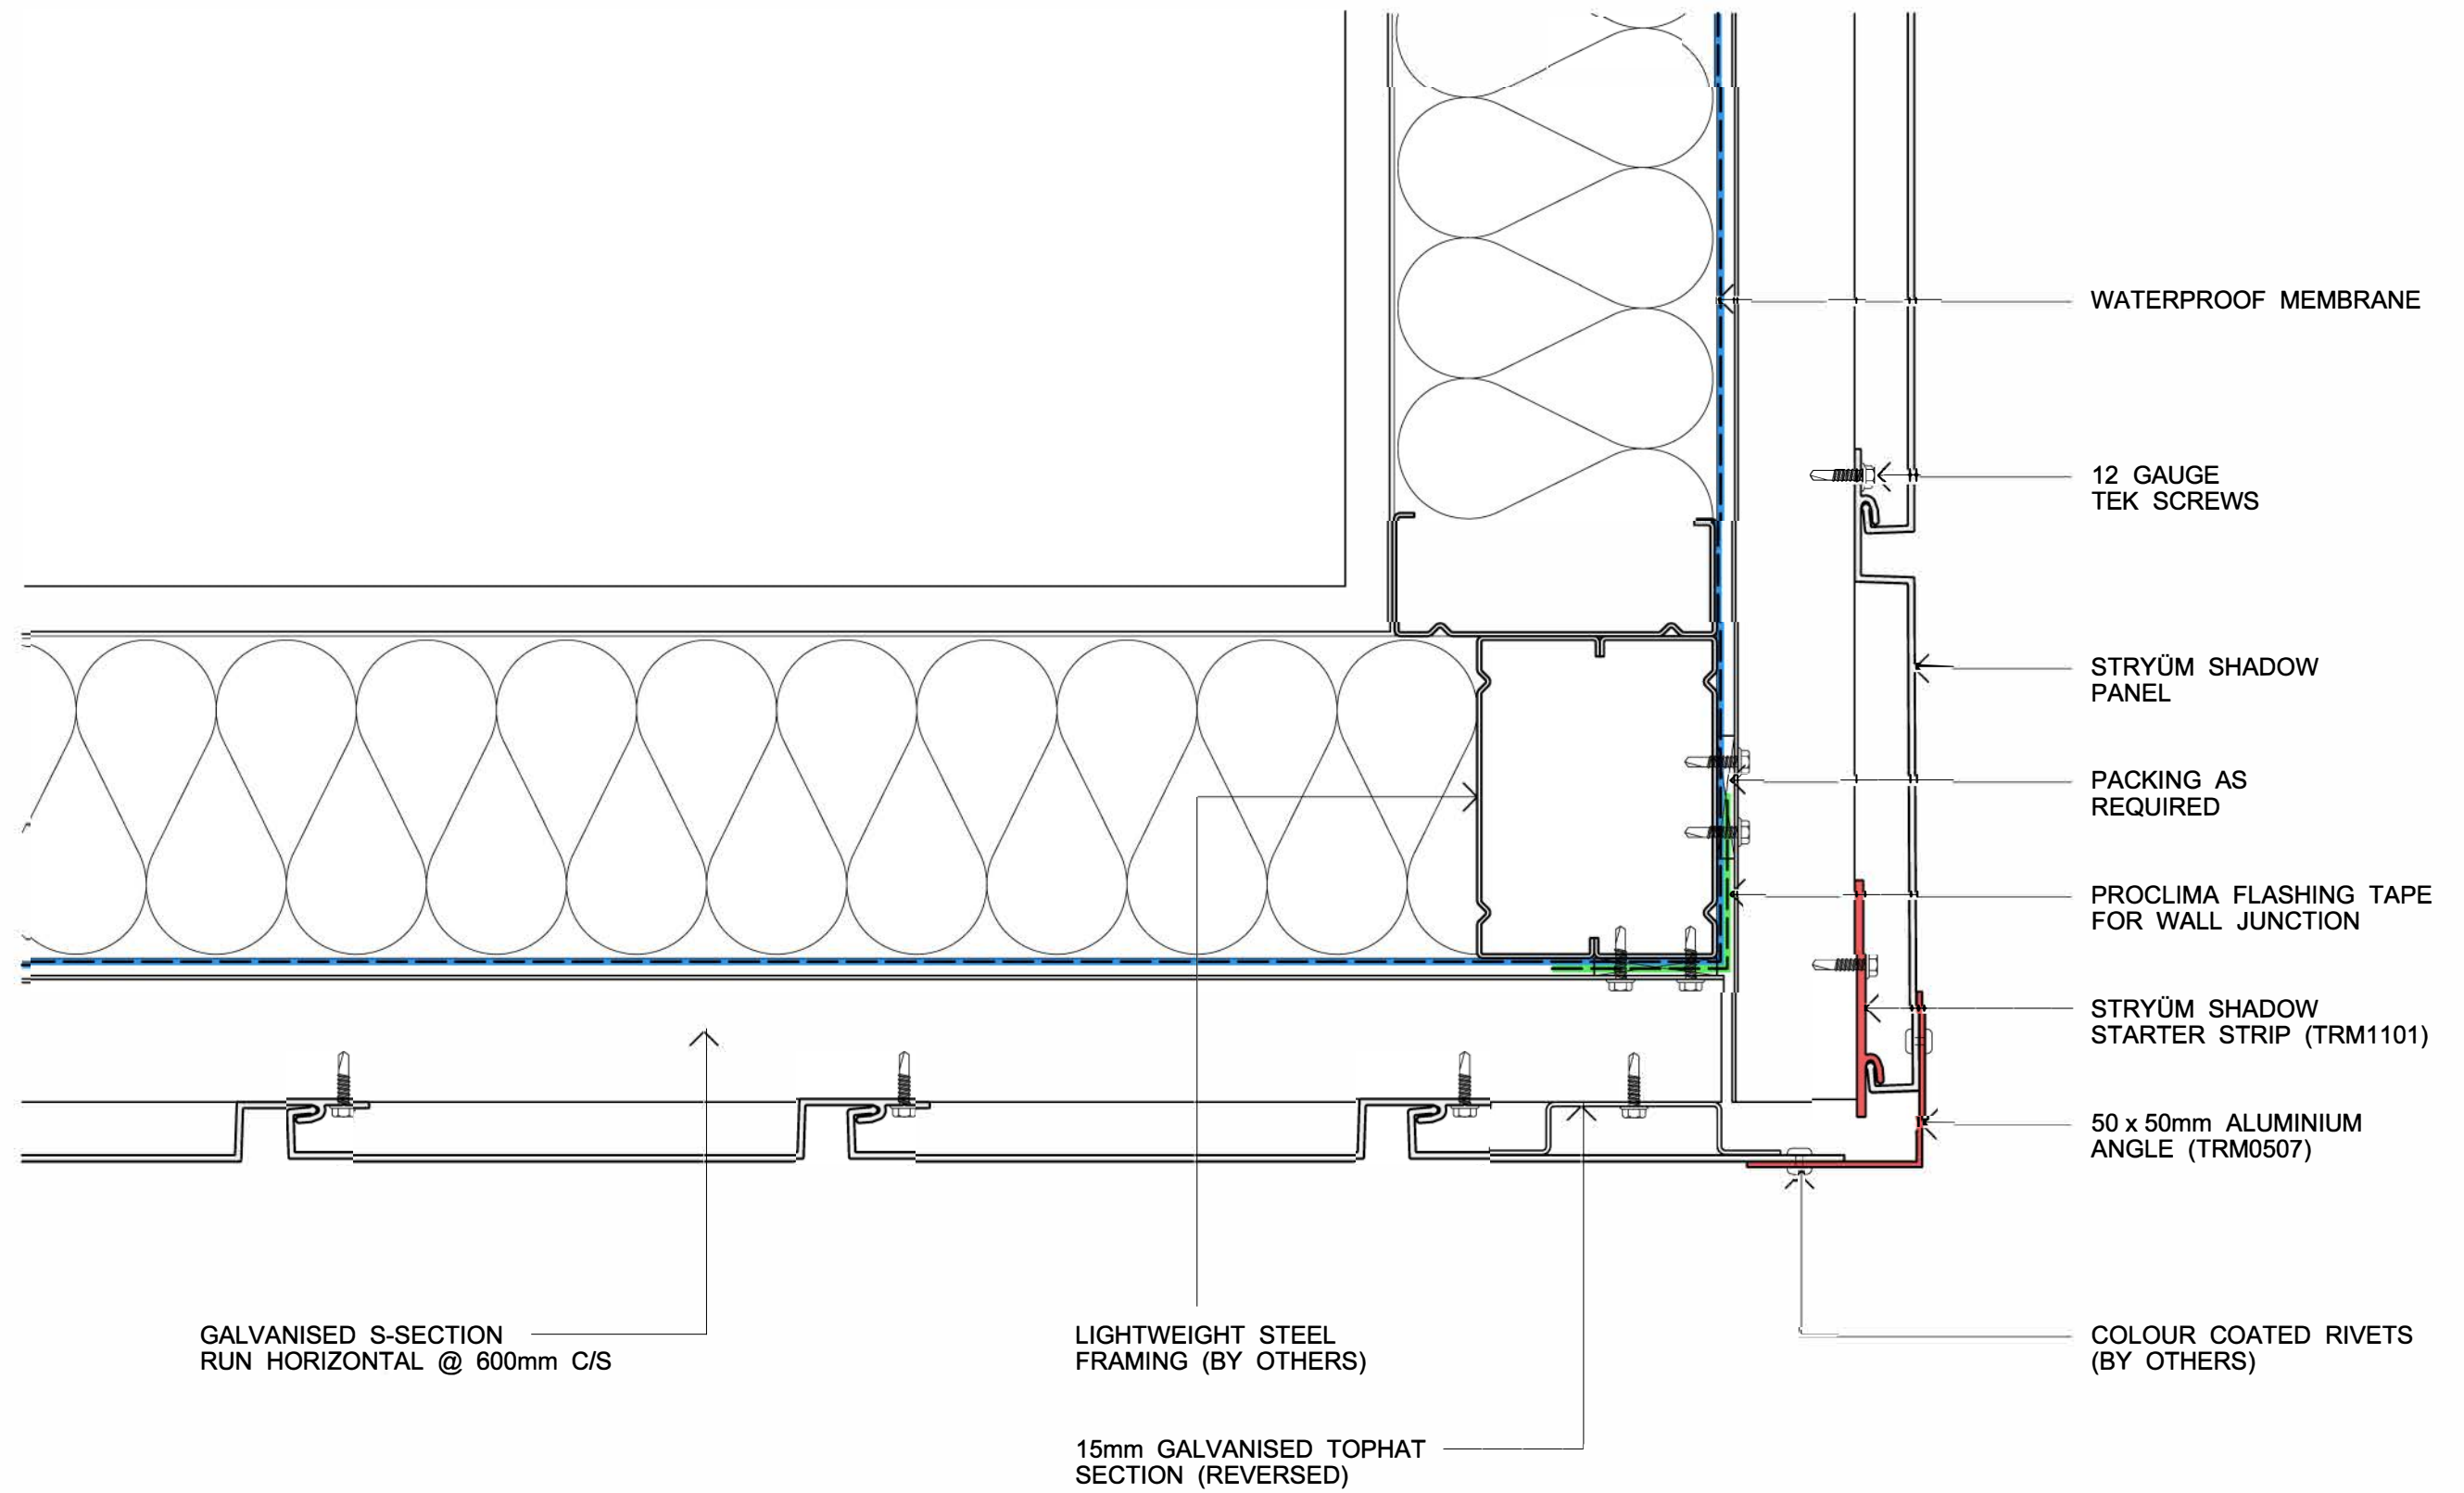 WATERPROOF MEMBRANE
12 GAUGE
TEK SCREWS
STRYÜM SHADOW
PANEL
PACKING AS
REQUIRED
PROCLIMA FLASHING TAPE
FOR WALL JUNCTION
STRYÜM SHADOW
STARTER STRIP (TRM1101)
50 x 50mm ALUMINIUM
ANGLE (TRM0507)
GALVANISED S-SECTION
RUN HORIZONTAL @ 600mm C/S
LIGHTWEIGHT STEEL
FRAMING (BY OTHERS)
COLOUR COATED RIVETS
(BY OTHERS)
15mm GALVANISED TOPHAT
SECTION (REVERSED)